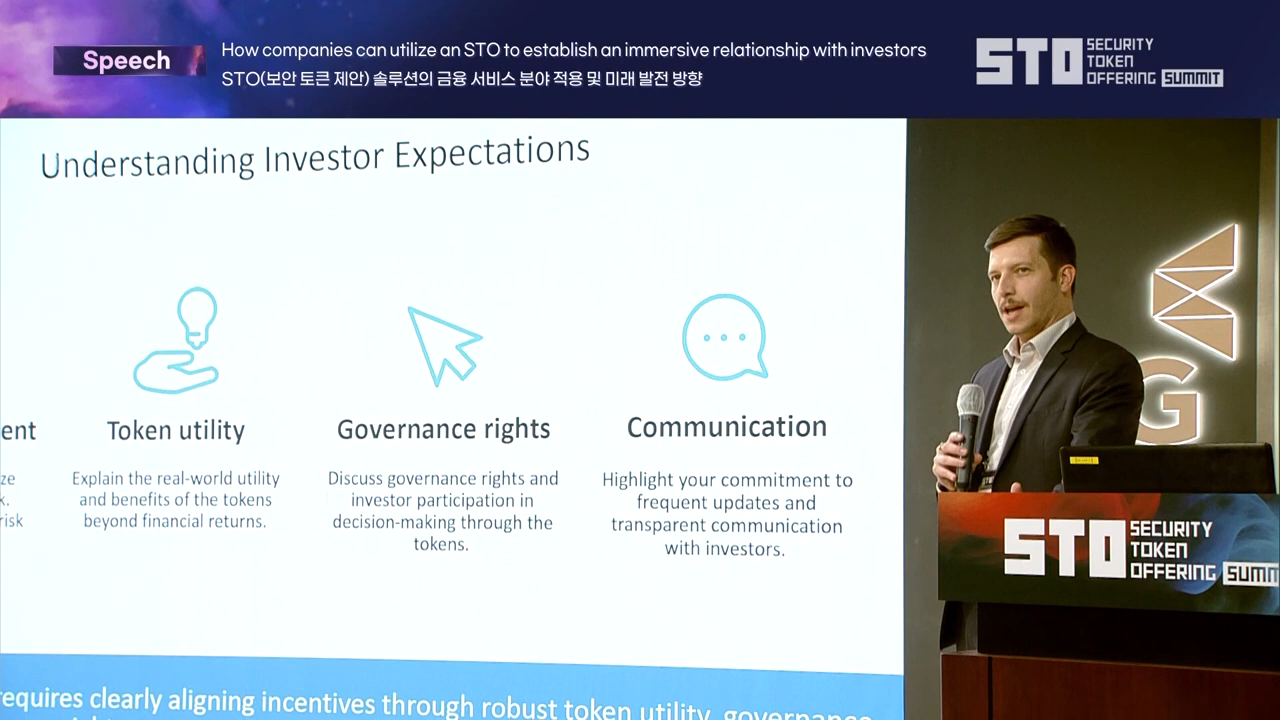 Speech
How companies can utilize an STO to establish an immersive relationship with investors
STO(보안 토큰 제안) 솔루션의 금융 서비스 분야 적용 및 미래 발전 방향
STO SECURITY
TOKEN
OFFERING SUMMIT
Understanding Investor Expectations
ent
ze
k.
risk
Token utility
Explain the real-world utility
and benefits of the tokens
beyond financial returns.
Governance rights
Discuss governance rights and
investor participation in
decision-making through the
tokens.
Communication
Highlight your commitment to
frequent updates and
transparent communication
with investors.
requires clearly aligning incentives through robust token utility, governance
G
STO SECURITY
TOKEN
OFFERING SUMM